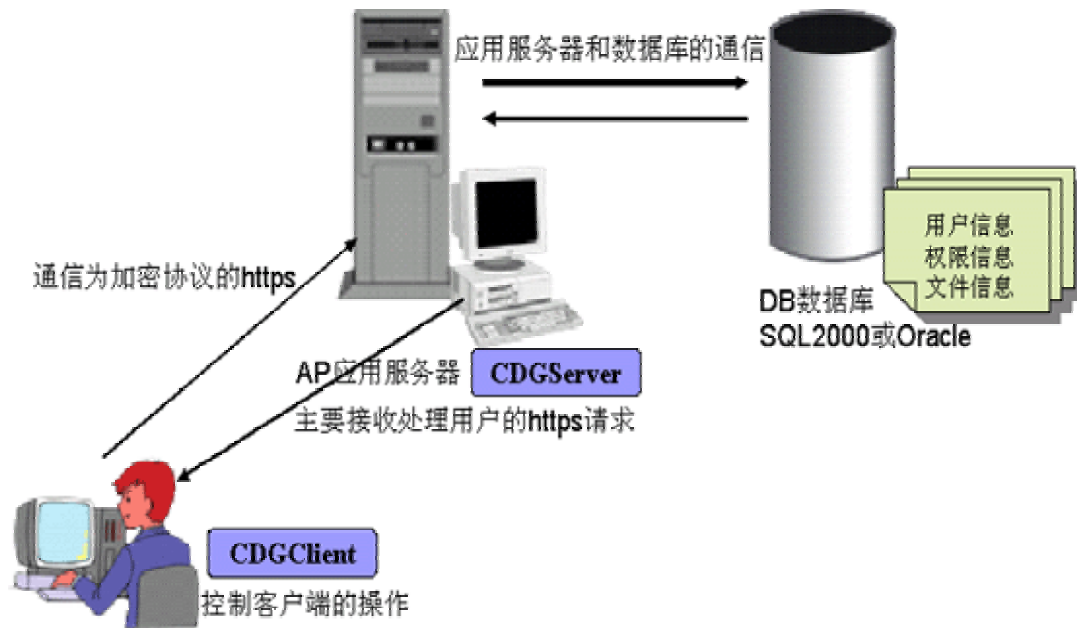 应用服务器和数据库的通信
用户信息
权限信息
文件信息
通信为加密协议的https
DB数据库
SQL2000或Oracle
AP应用服务器 CDGServer
主要接收处理用户的https请求
CDGClient
控制客户端的操作